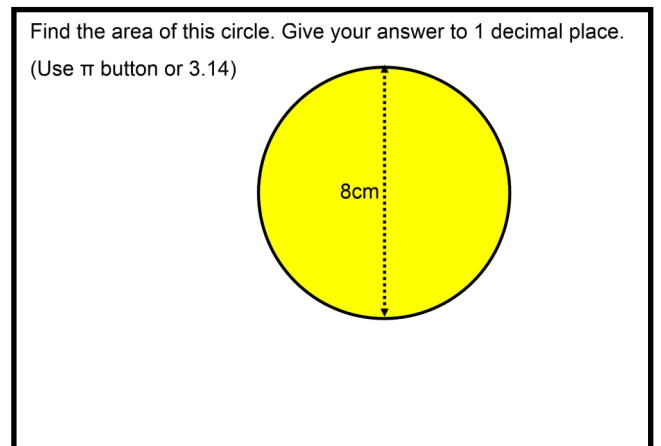 Find the area of this circle. Give your answer to 1 decimal place.
(Use π button or 3.14)
8cm